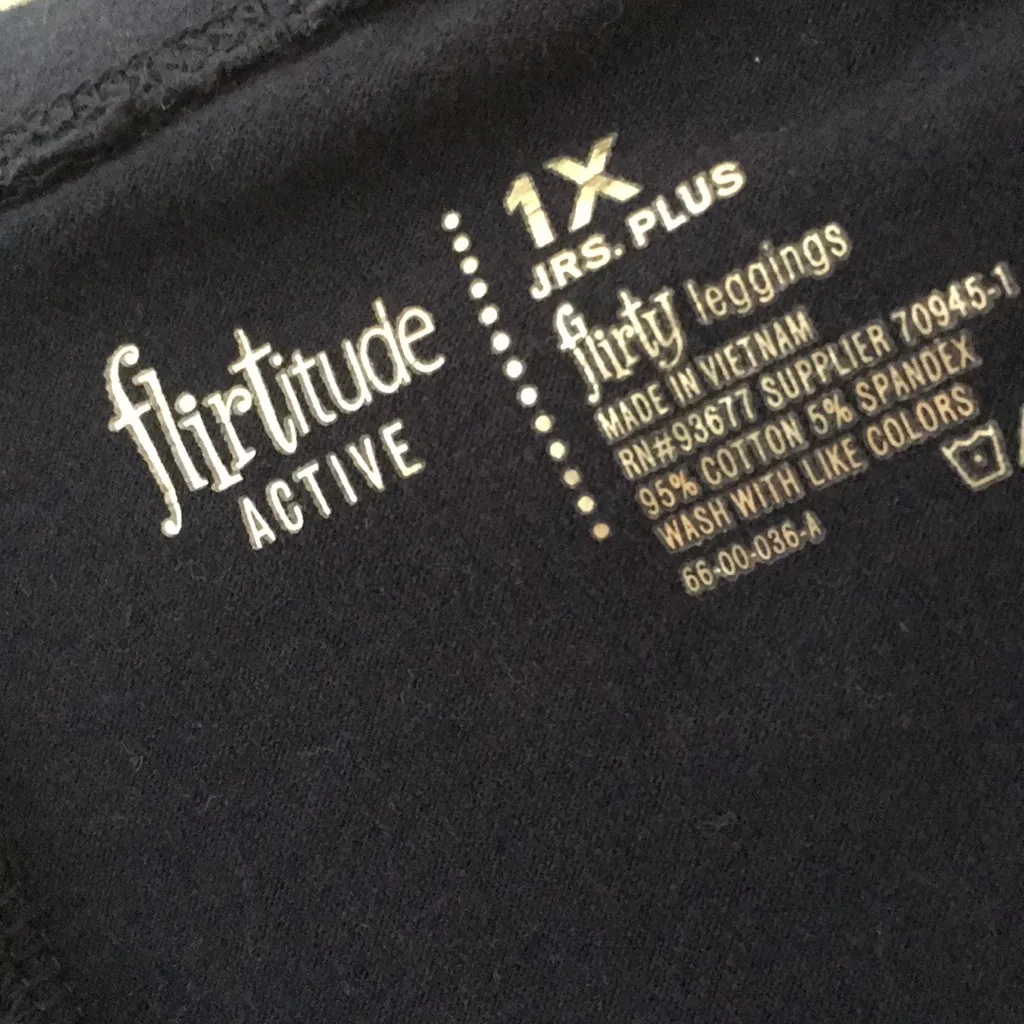 flirtitude
ACTIVE
1X
JRS. PLUS
flirty leggings
MADE IN VIETNAM
RN#93677 SUPPLIER 70945-1
95% COTTON 5% SPANDEX
WASH WITH LIKE COLORS
66-00-036-A